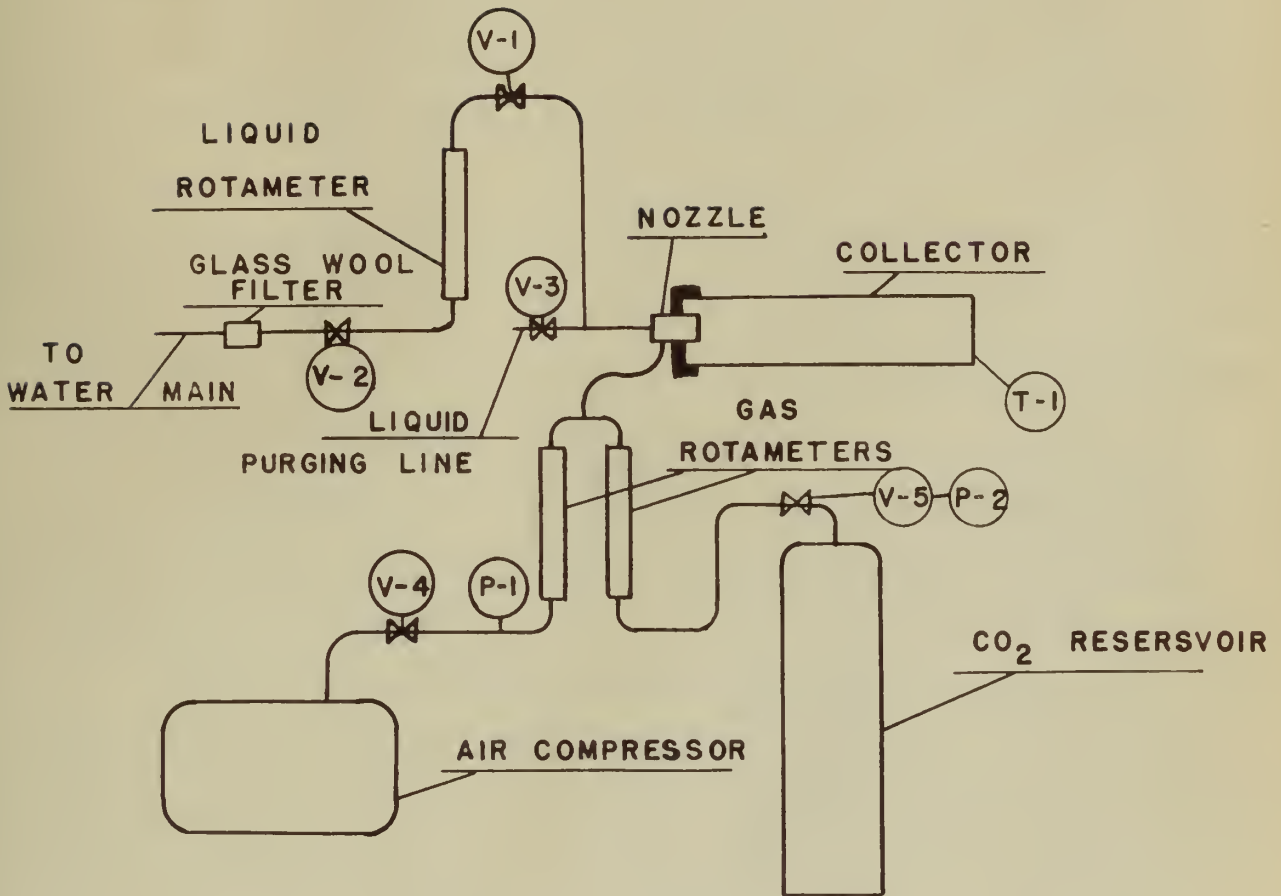 V-1
LIQUID
ROTAMETER
NOZZLE
COLLECTOR
GLASS WOOL
FILTER
V-3
TO
WATER MAIN
V-2
T-1
LIQUID
PURGING LINE
GAS
ROTAMETERS
V-5
P-2
V-4
P-1
CO₂ RESERSVOIR
AIR COMPRESSOR